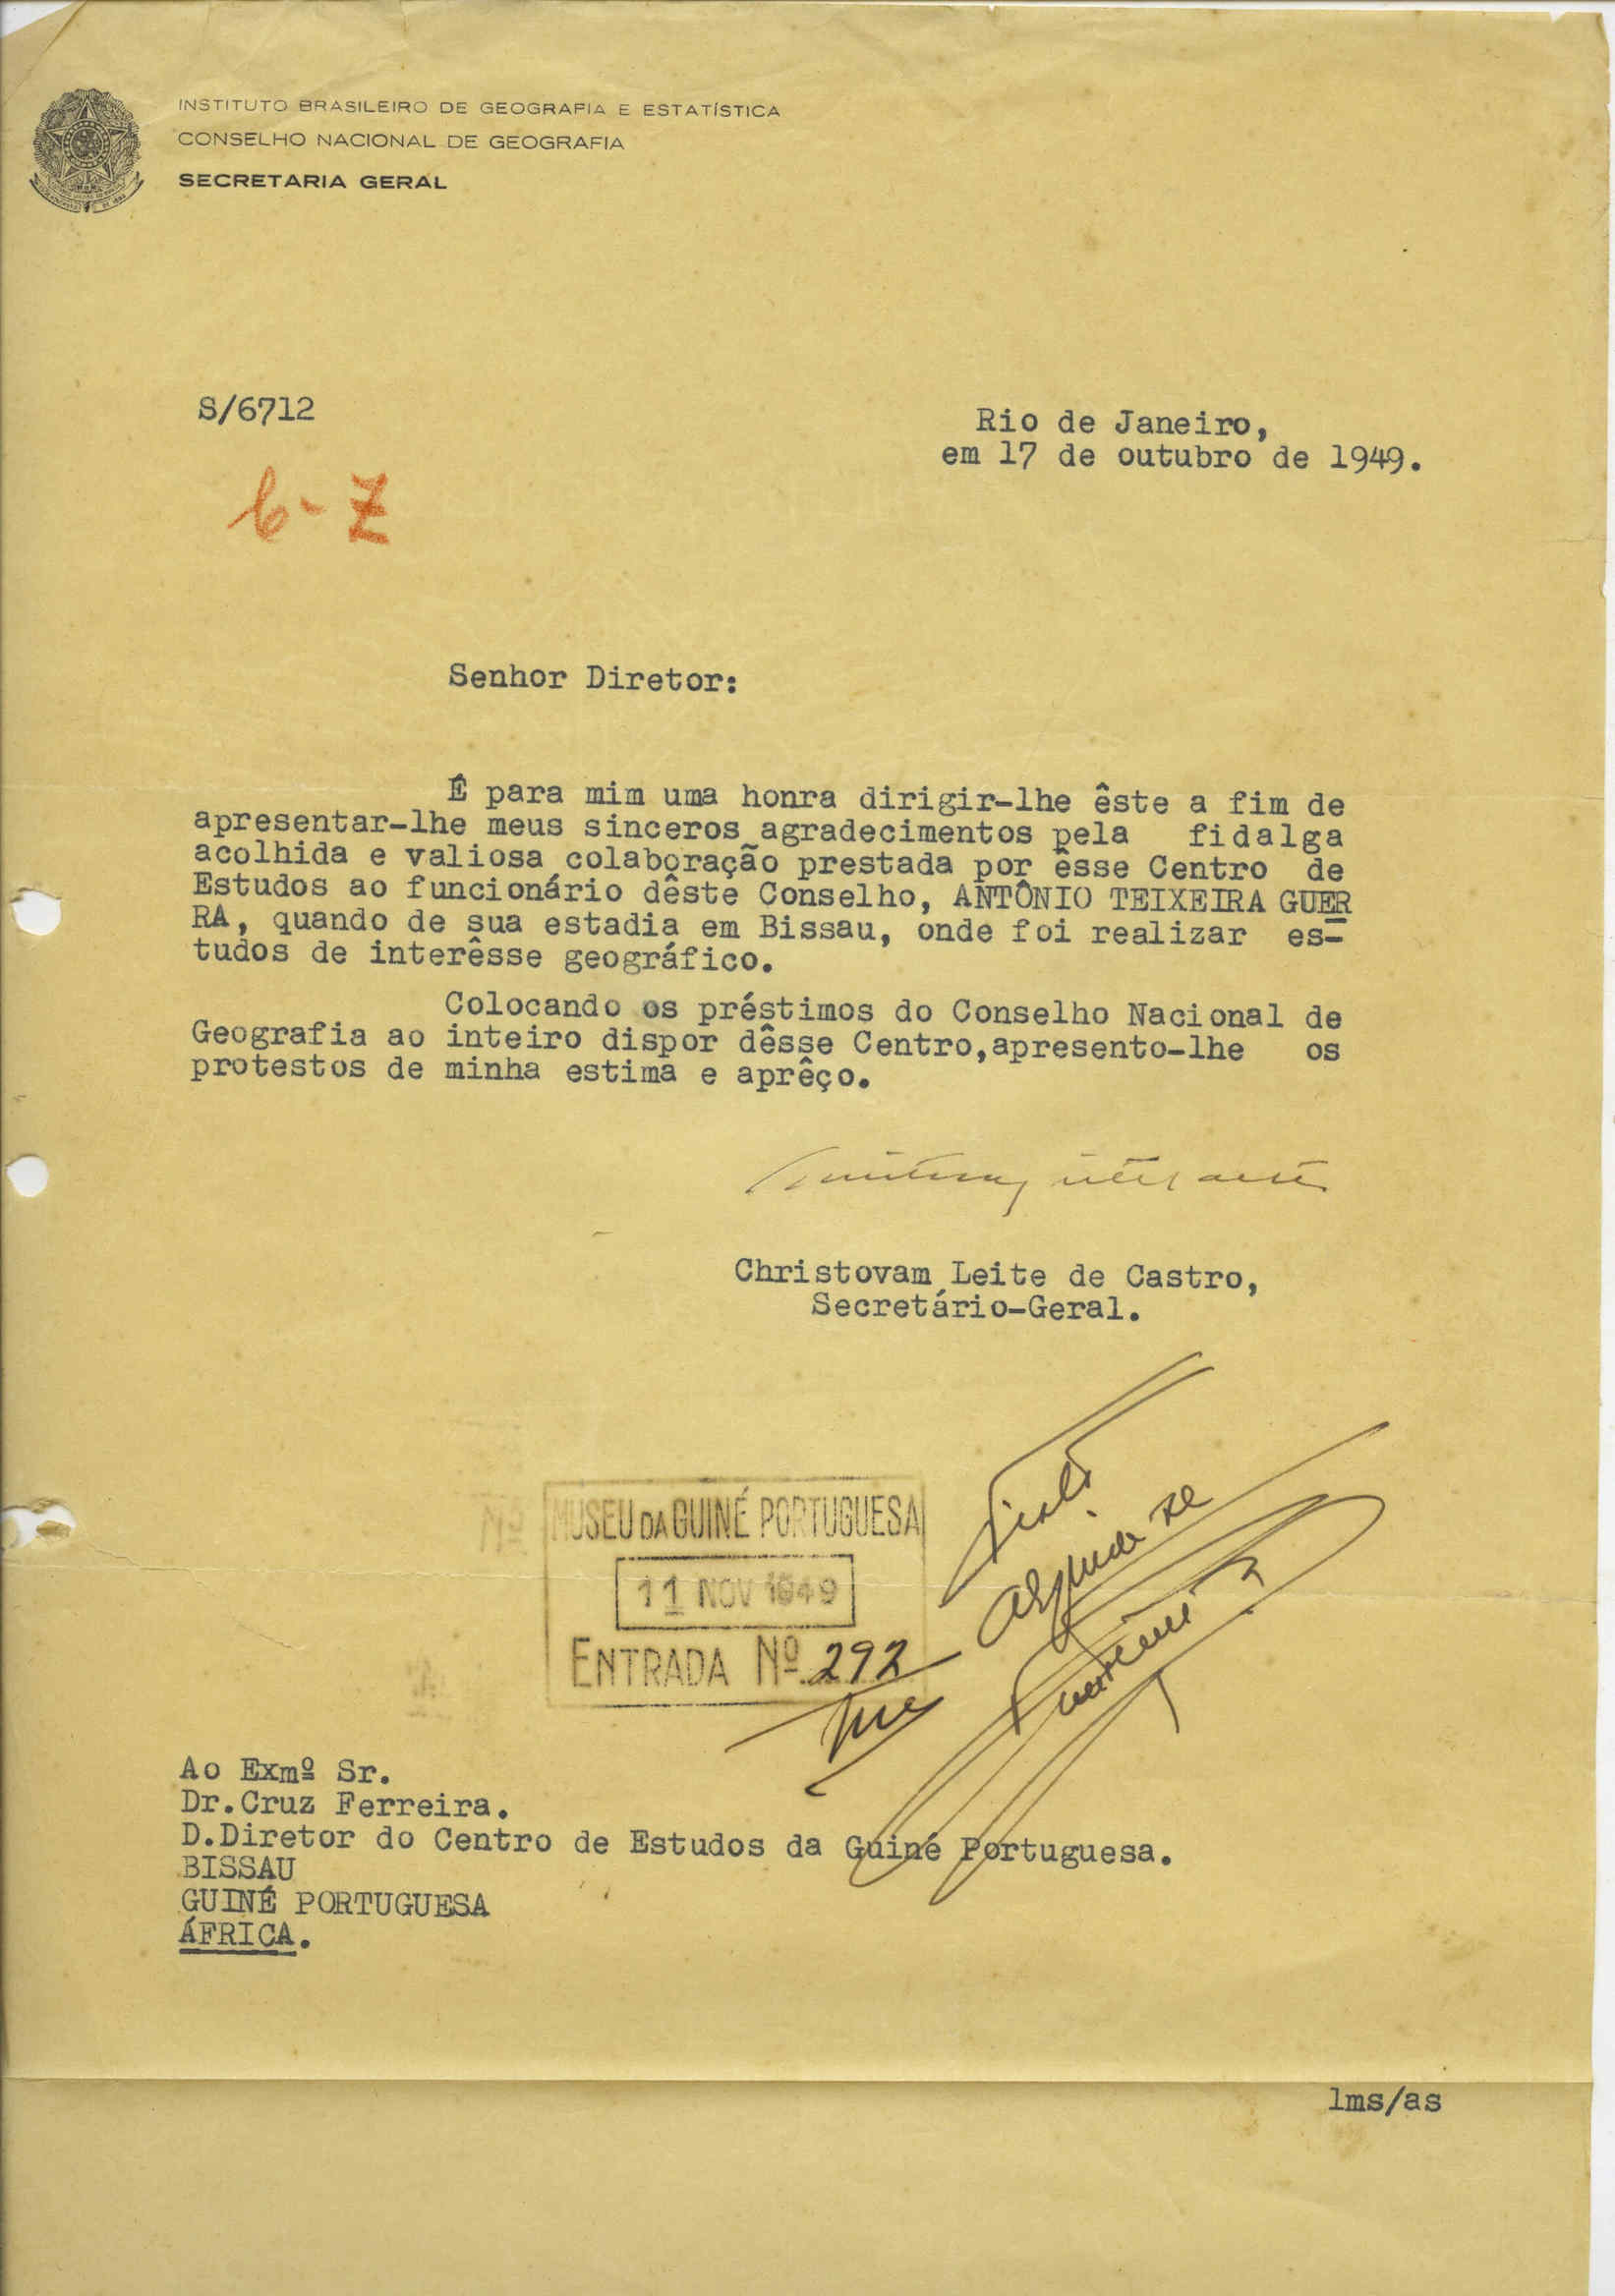 INSTITUTO BRASILEIRO DE GEOGRAFIA E ESTATÍSTICA
CONSELHO NACIONAL DE GEOGRAFIA
SECRETARIA GERAL
S/6712
Rio de Janeiro,
em 17 de outubro de 1949.
6-Z
Senhor Diretor:
É para mim uma honra dirigir-lhe êste a fim de
apresentar-lhe meus sinceros agradecimentos pela fidalga
acolhida e valiosa colaboração prestada por êsse Centro de
Estudos ao funcionário dêste Conselho, ANTÔNIO TEIXEIRA GUER
RA, quando de sua estadia em Bissau, onde foi realizar es-
tudos de interêsse geográfico.
Colocando os préstimos do Conselho Nacional de
Geografia ao inteiro dispor dêsse Centro,apresento-lhe os
protestos de minha estima e aprêço.
Christovam Leite de Castro,
Secretário-Geral.
MUSEU DA GUINÉ PORTUGUESA
11 NOV 1949
ENTRADA Nº 292
Ao Exmº Sr.
Dr.Cruz Ferreira.
D.Diretor do Centro de Estudos da Guiné Portuguesa.
BISSAU
GUINÉ PORTUGUESA
ÁFRICA.
lms/as